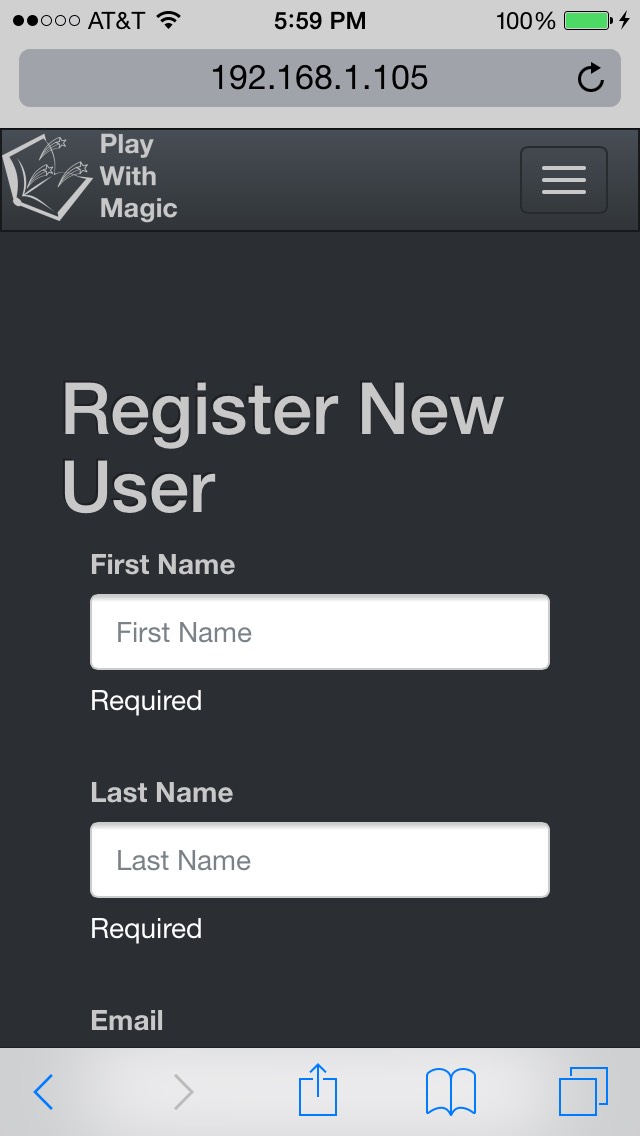 AT&T 5:59 PM 100%
192.168.1.105
Play
With
Magic
Register New
User
First Name
First Name
Required
Last Name
Last Name
Required
Email